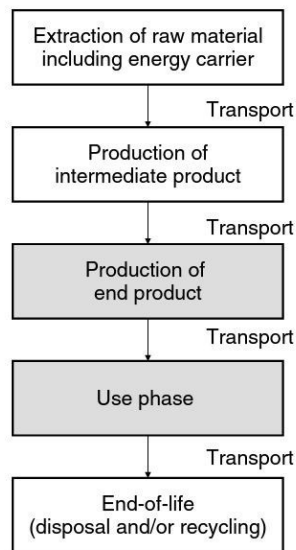 Extraction of raw material
including energy carrier
Transport
Production of
intermediate product
Transport
Production of
end product
Transport
Use phase
Transport
End-of-life
(disposal and/or recycling)